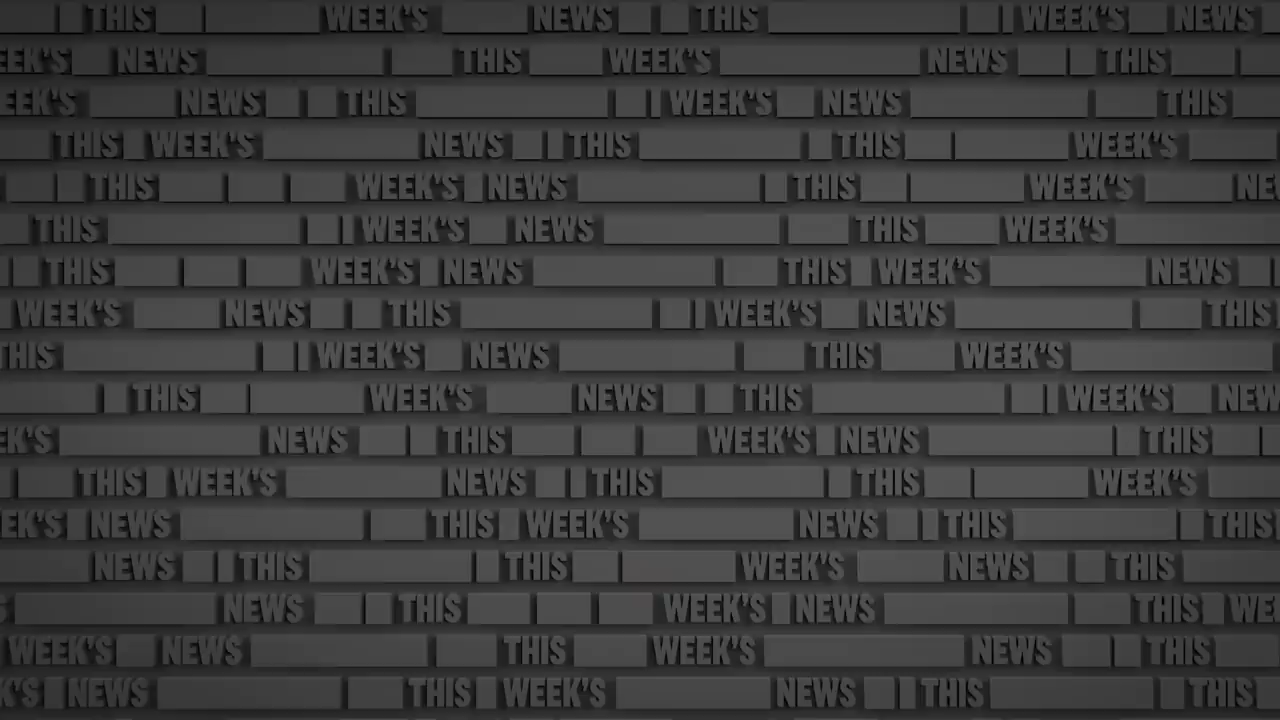 THIS WEEK'S NEWS THIS WEEK'S NEWS
EEK'S NEWS THIS WEEK'S NEWS THIS
EEK'S NEWS THIS WEEK'S NEWS THIS
THIS WEEK'S NEWS THIS THIS WEEK'S
THIS WEEK'S NEWS THIS WEEK'S NE
THIS WEEK'S NEWS THIS WEEK'S
THIS WEEK'S NEWS THIS WEEK'S NEWS
WEEK'S NEWS THIS WEEK'S NEWS THIS
THIS WEEK'S NEWS THIS WEEK'S
THIS WEEK'S NEWS THIS WEEK'S NEW
EK'S NEWS THIS WEEK'S NEWS THIS
THIS WEEK'S NEWS THIS THIS WEEK'S
EK'S NEWS THIS WEEK'S NEWS THIS THIS
NEWS THIS THIS WEEK'S NEWS THIS
S NEWS THIS WEEK'S NEWS THIS WE
WEEK'S NEWS THIS WEEK'S NEWS THIS
K'S NEWS THIS WEEK'S NEWS THIS THIS